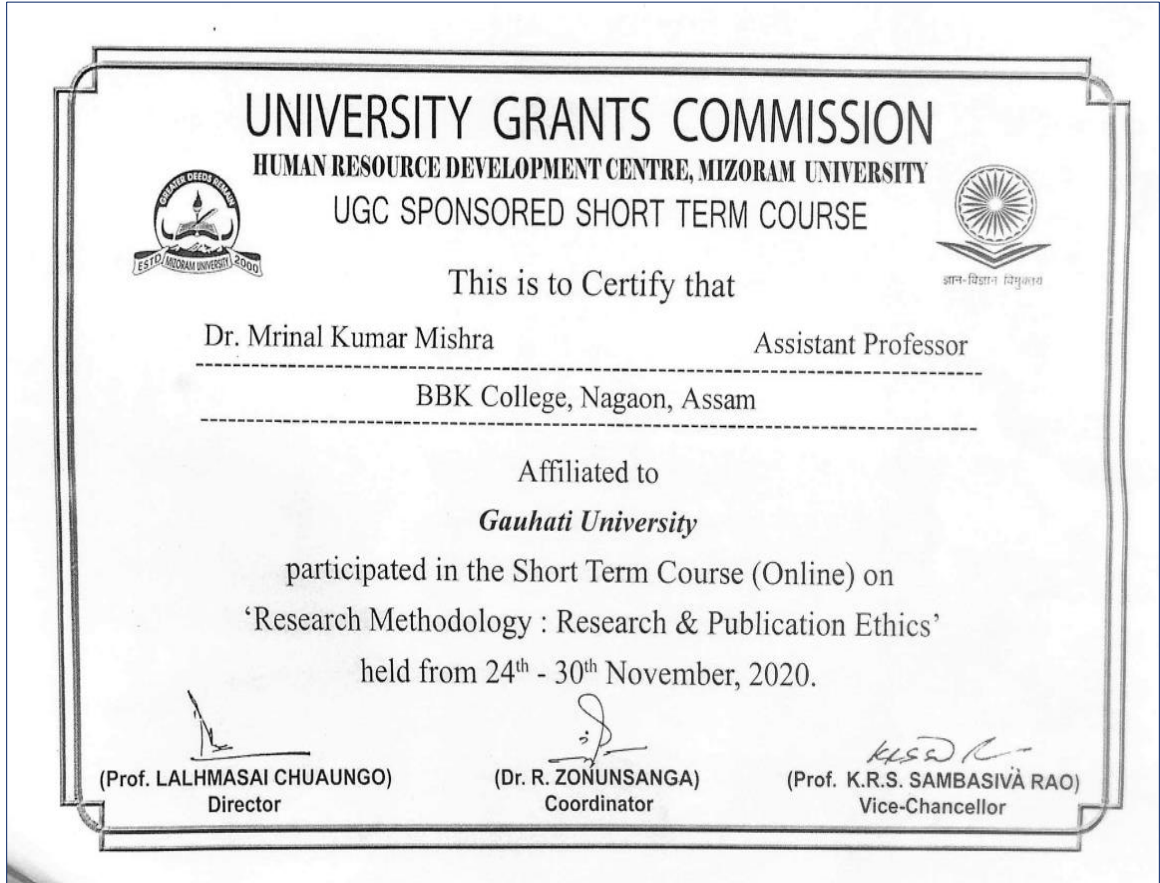 UNIVERSITY GRANTS COMMISSION
HUMAN RESOURCE DEVELOPMENT CENTRE, MIZORAM UNIVERSITY
UGC SPONSORED SHORT TERM COURSE
GREATER DEEDS REMAIN
ESTD MIZORAM UNIVERSITY 2000
ज्ञान-विज्ञान विमुक्तये
This is to Certify that
Dr. Mrinal Kumar Mishra Assistant Professor
BBK College, Nagaon, Assam
Affiliated to
Gauhati University
participated in the Short Term Course (Online) on
‘Research Methodology : Research & Publication Ethics’
held from 24th - 30th November, 2020.
(Prof. LALHMASAI CHUAUNGO) (Dr. R. ZONUNSANGA) (Prof. K.R.S. SAMBASIVA RAO)
Director Coordinator Vice-Chancellor